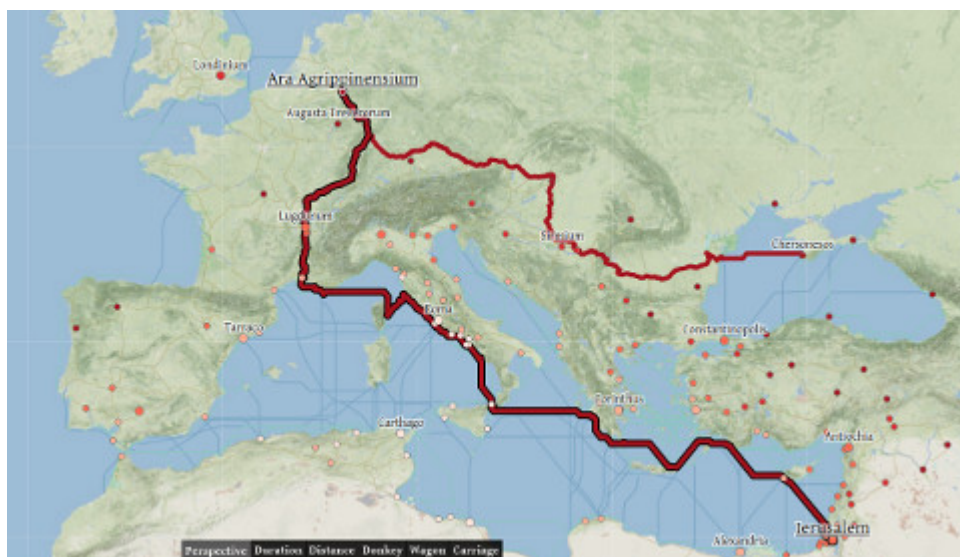 Londinium
Ara Agrippinensium
Augusta Treverorum
Lugdunum
Sirmium
Chersonesos
Roma
Tarraco
Constantinopolis
Corinthus
Carthago
Antiochia
Ierusalem
Alexandria
Perspective Duration Distance Donkey Wagon Carriage